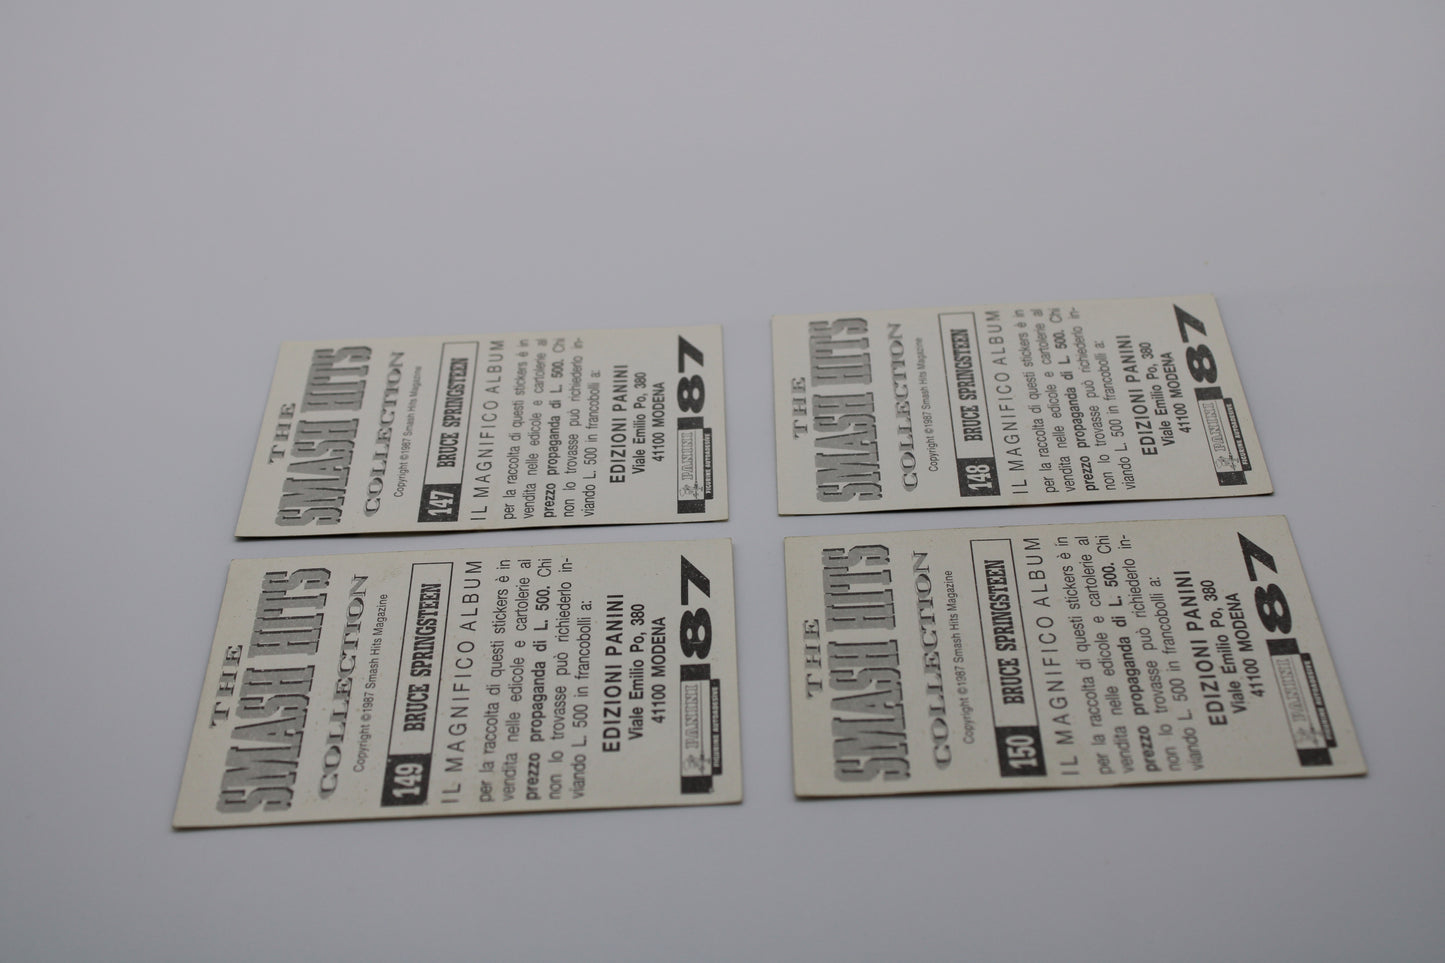 THE
SMASH HITS
COLLECTION
Copyright ©1987 Smash Hits Magazine
147 BRUCE SPRINGSTEEN
IL MAGNIFICO ALBUM
per la raccolta di questi stickers è in
vendita nelle edicole e cartolerie al
prezzo propaganda di L. 500. Chi
non lo trovasse può richiederlo in-
viando L. 500 in francobolli a:
EDIZIONI PANINI
Viale Emilio Po, 380
41100 MODENA
PANINI 87
FIGURINE AUTOADESIVE
THE
SMASH HITS
COLLECTION
Copyright ©1987 Smash Hits Magazine
148 BRUCE SPRINGSTEEN
IL MAGNIFICO ALBUM
per la raccolta di questi stickers è in
vendita nelle edicole e cartolerie al
prezzo propaganda di L. 500. Chi
non lo trovasse può richiederlo in-
viando L. 500 in francobolli a:
EDIZIONI PANINI
Viale Emilio Po, 380
41100 MODENA
PANINI 87
FIGURINE AUTOADESIVE
THE
SMASH HITS
COLLECTION
Copyright ©1987 Smash Hits Magazine
149 BRUCE SPRINGSTEEN
IL MAGNIFICO ALBUM
per la raccolta di questi stickers è in
vendita nelle edicole e cartolerie al
prezzo propaganda di L. 500. Chi
non lo trovasse può richiederlo in-
viando L. 500 in francobolli a:
EDIZIONI PANINI
Viale Emilio Po, 380
41100 MODENA
PANINI 87
FIGURINE AUTOADESIVE
THE
SMASH HITS
COLLECTION
Copyright ©1987 Smash Hits Magazine
150 BRUCE SPRINGSTEEN
IL MAGNIFICO ALBUM
per la raccolta di questi stickers è in
vendita nelle edicole e cartolerie al
prezzo propaganda di L. 500. Chi
non lo trovasse può richiederlo in-
viando L. 500 in francobolli a:
EDIZIONI PANINI
Viale Emilio Po, 380
41100 MODENA
PANINI 87
FIGURINE AUTOADESIVE